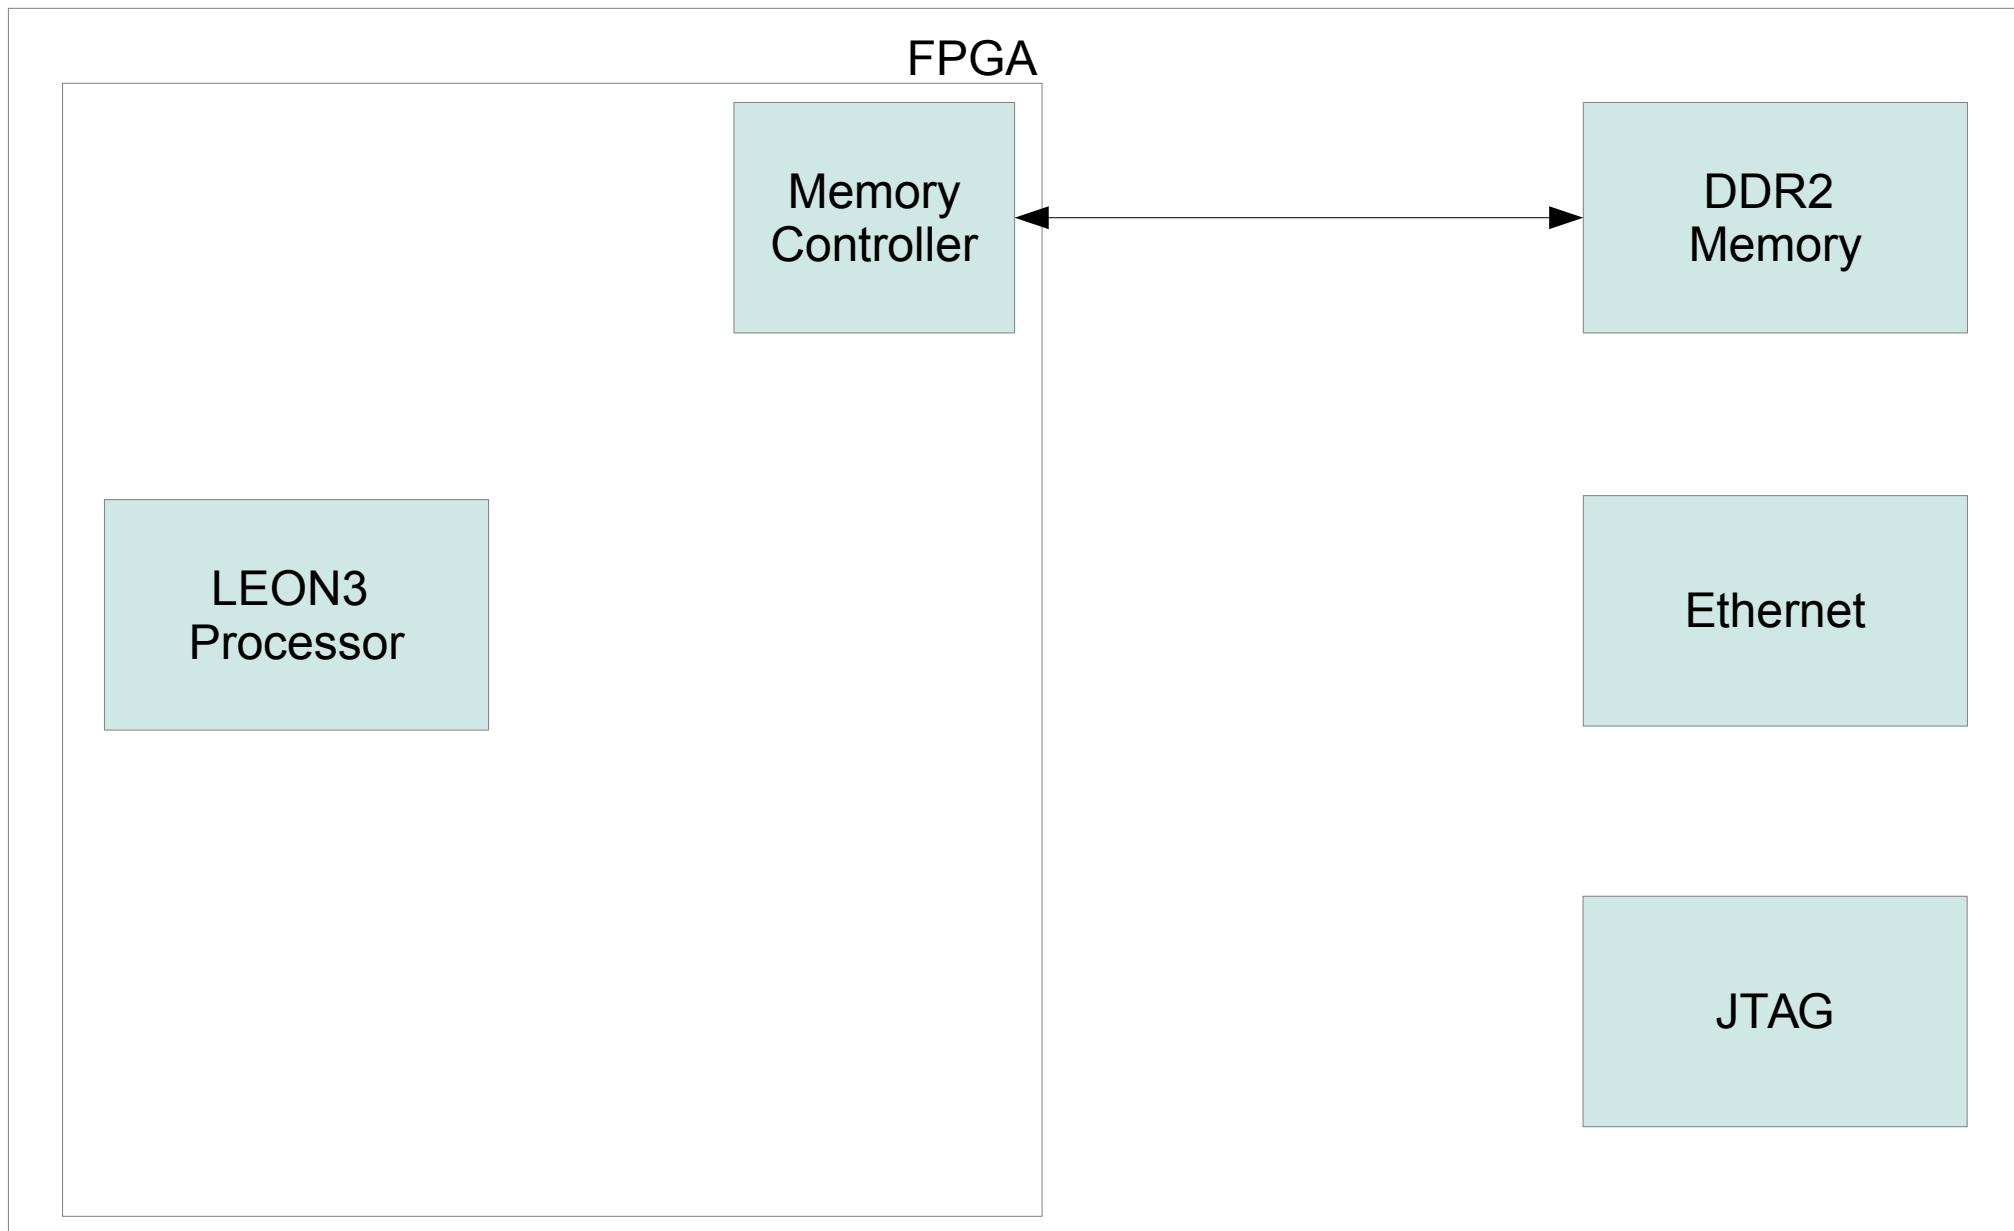 FPGA
Memory
Controller
DDR2
Memory
LEON3
Processor
Ethernet
JTAG